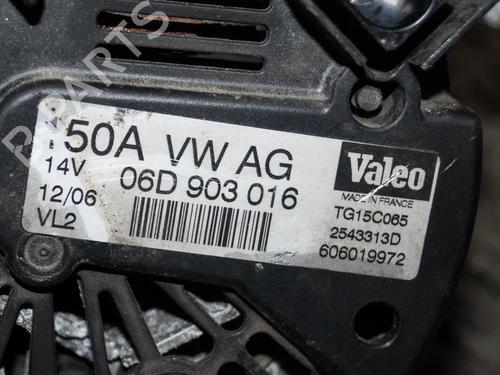 150A VW AG
14V 06D 903 016
12/06
VL2
Valeo
MADE IN FRANCE
TG15C065
2543313D
606019972